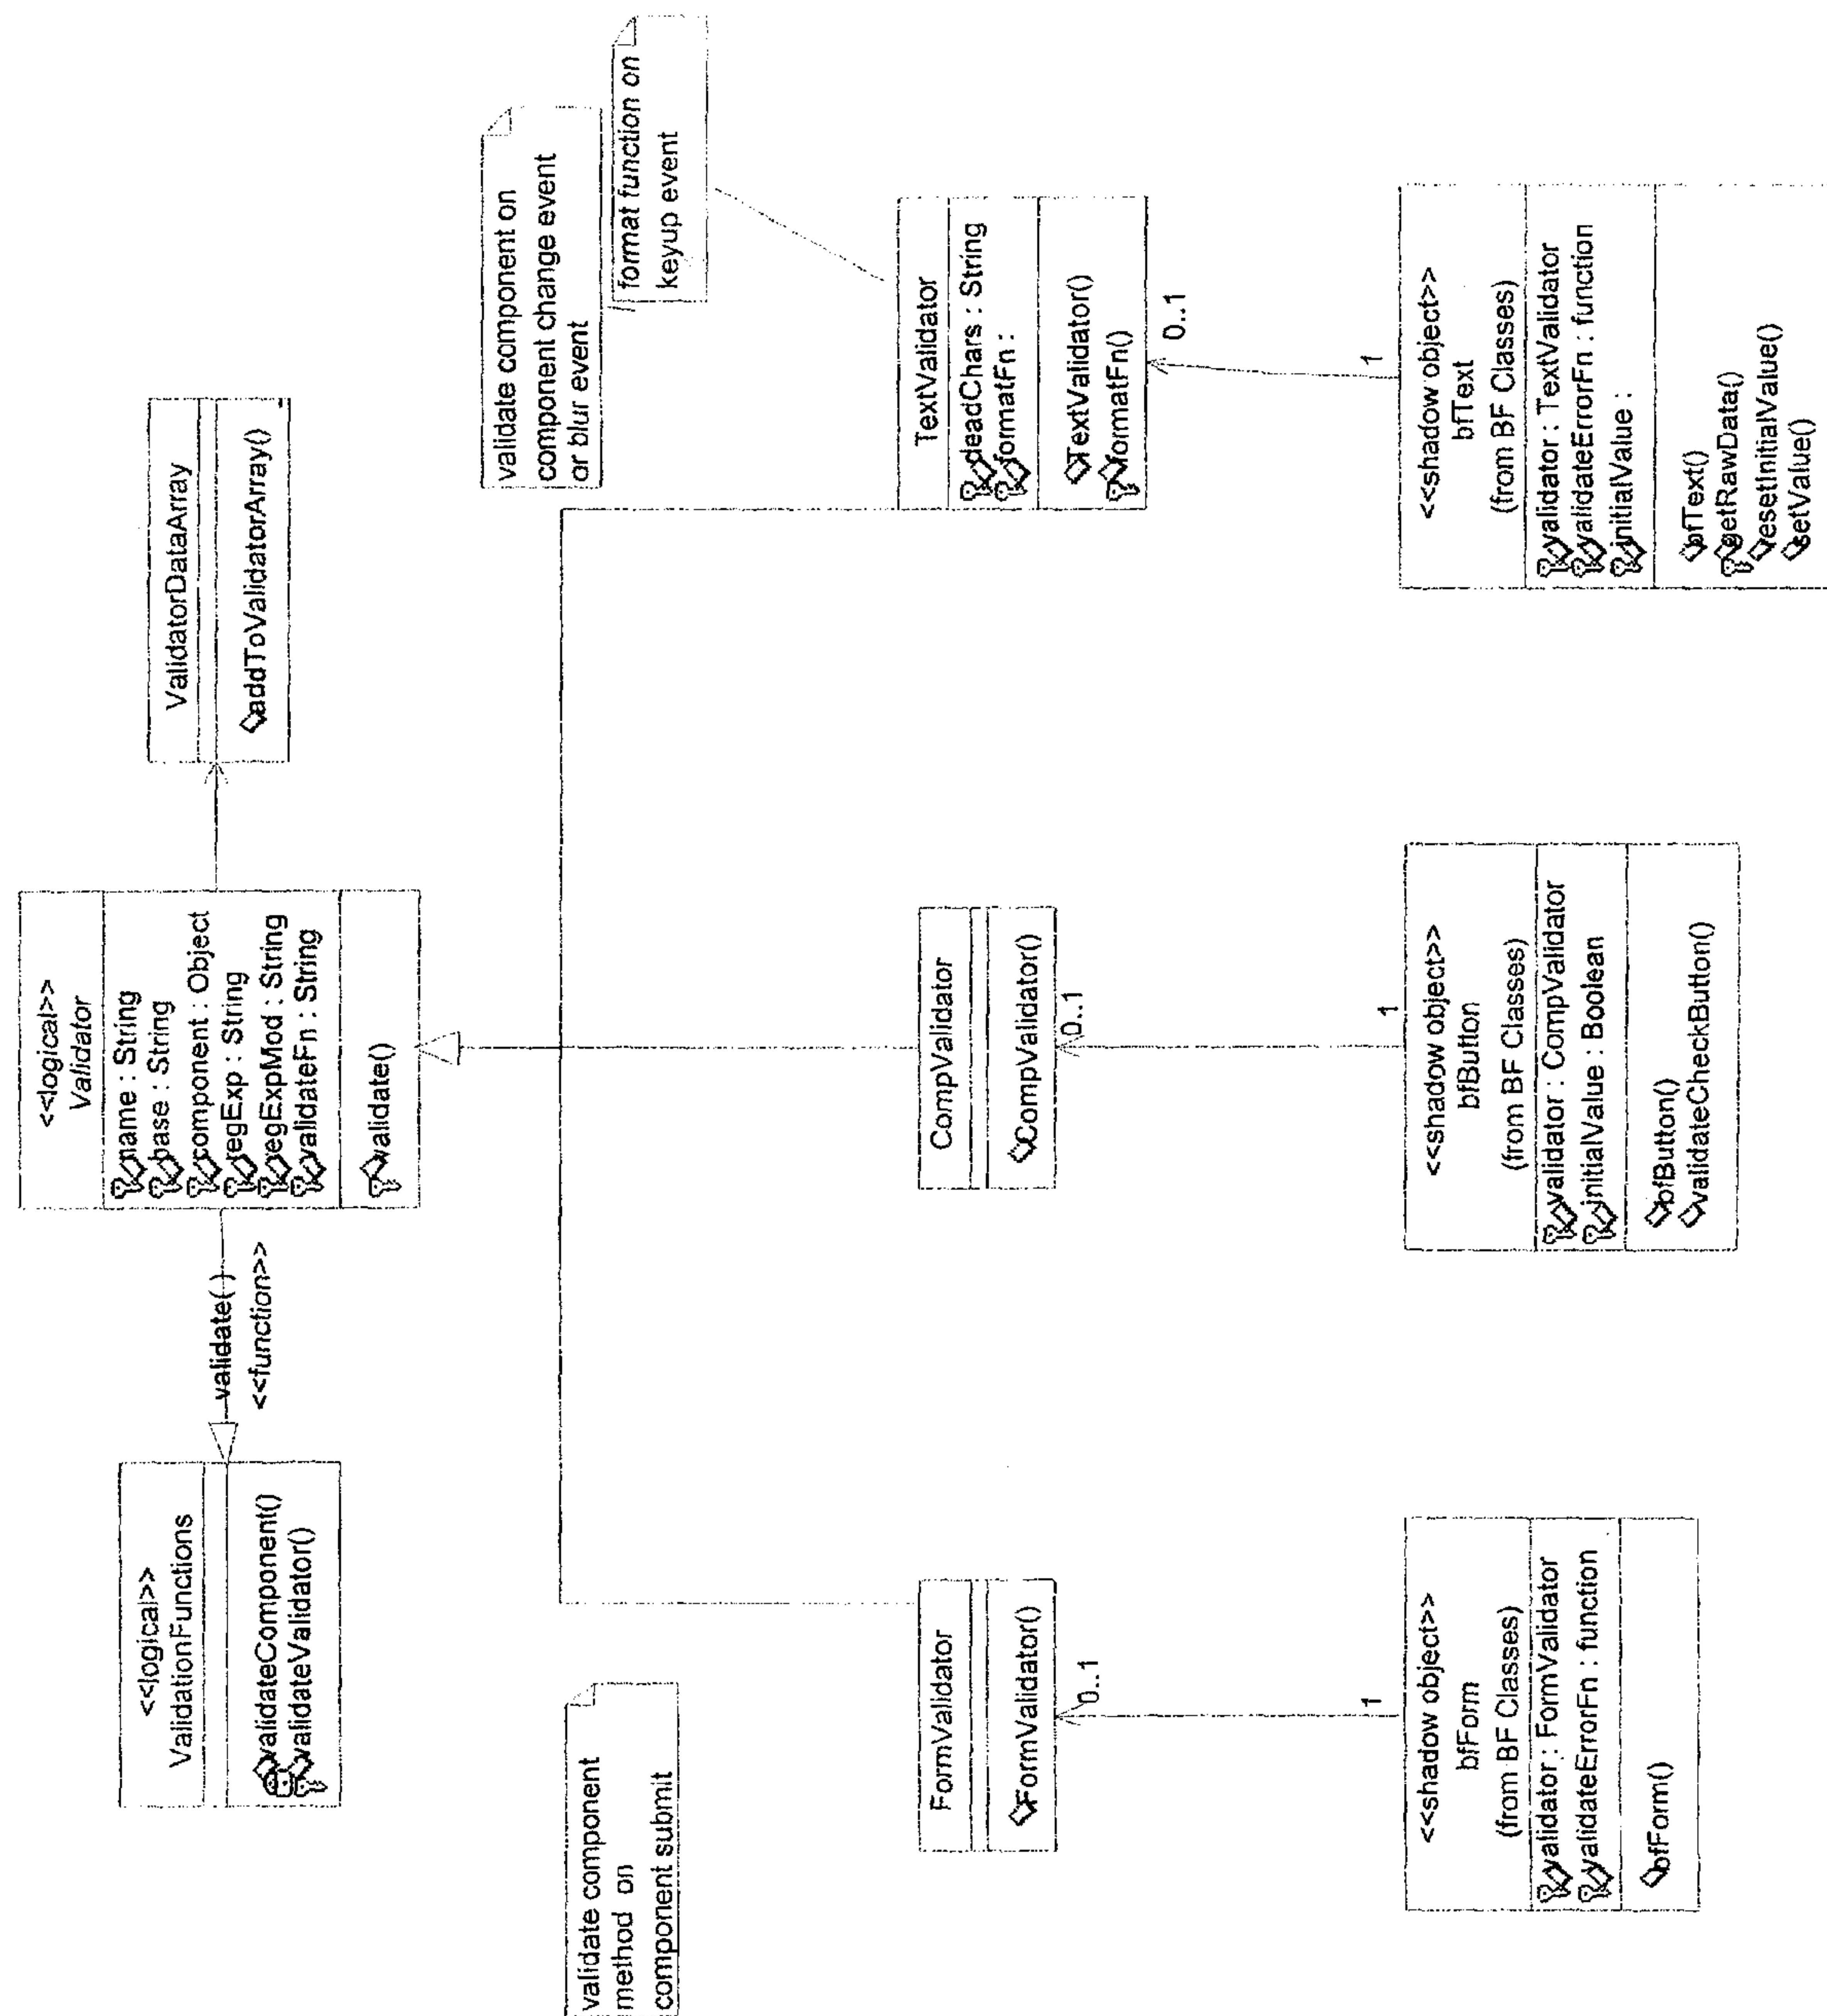 <<logical>>
ValidationFunctions
validateComponent()
validateValidator()
validate()
<<function>>
<<logical>>
Validator
name : String
base : String
component : Object
regExp : String
regExpMod : String
validateFn : String
validate()
ValidatorDataArray
addToValidatorArray()
validate component
method on
component submit
validate component on
component change event
or blur event
format function on
keyup event
FormValidator
FormValidator()
0..1
1
CompValidator
CompValidator()
0..1
1
TextValidator
deadChars : String
formatFn :
TextValidator()
formatFn()
0..1
1
<<shadow object>>
bfForm
(from BF Classes)
validator : FormValidator
validateErrorFn : function
bfForm()
<<shadow object>>
bfButton
(from BF Classes)
validator : CompValidator
initialValue : Boolean
bfButton()
validateCheckButton()
<<shadow object>>
bfText
(from BF Classes)
validator : TextValidator
validateErrorFn : function
initialValue :
bfText()
getRawData()
resetInitialValue()
setValue()